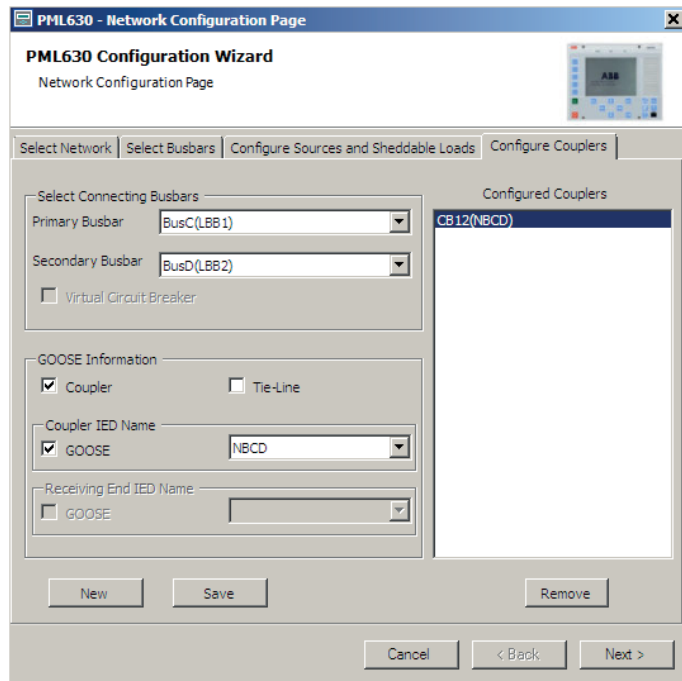 PML630 - Network Configuration Page
PML630 Configuration Wizard
Network Configuration Page
ABB
Select Network Select Busbars Configure Sources and Sheddable Loads Configure Couplers
Select Connecting Busbars
Primary Busbar BusC(LBB1)
Secondary Busbar BusD(LBB2)
Virtual Circuit Breaker
GOOSE Information
Coupler Tie-Line
Coupler IED Name
GOOSE NBCD
Receiving End IED Name
GOOSE
New Save
Configured Couplers
CB12(NBCD)
Remove
Cancel < Back Next >